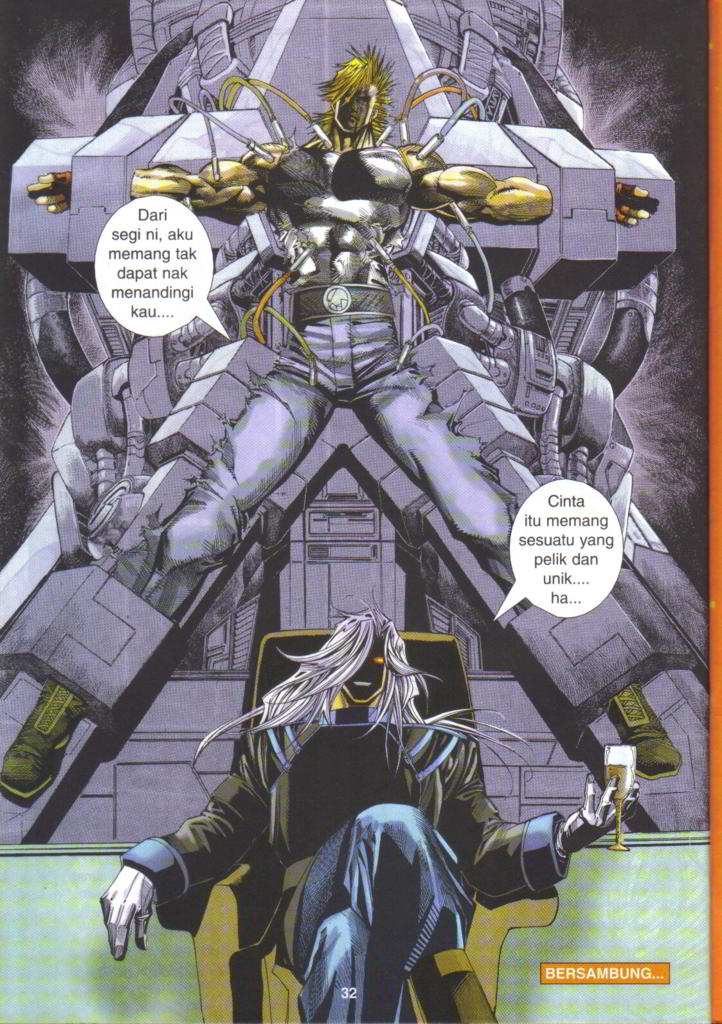 Dari
segi ni, aku
memang tak
dapat nak
menandingi
kau....
Cinta
itu memang
sesuatu yang
pelik dan
unik....
ha...
BERSAMBUNG...
32